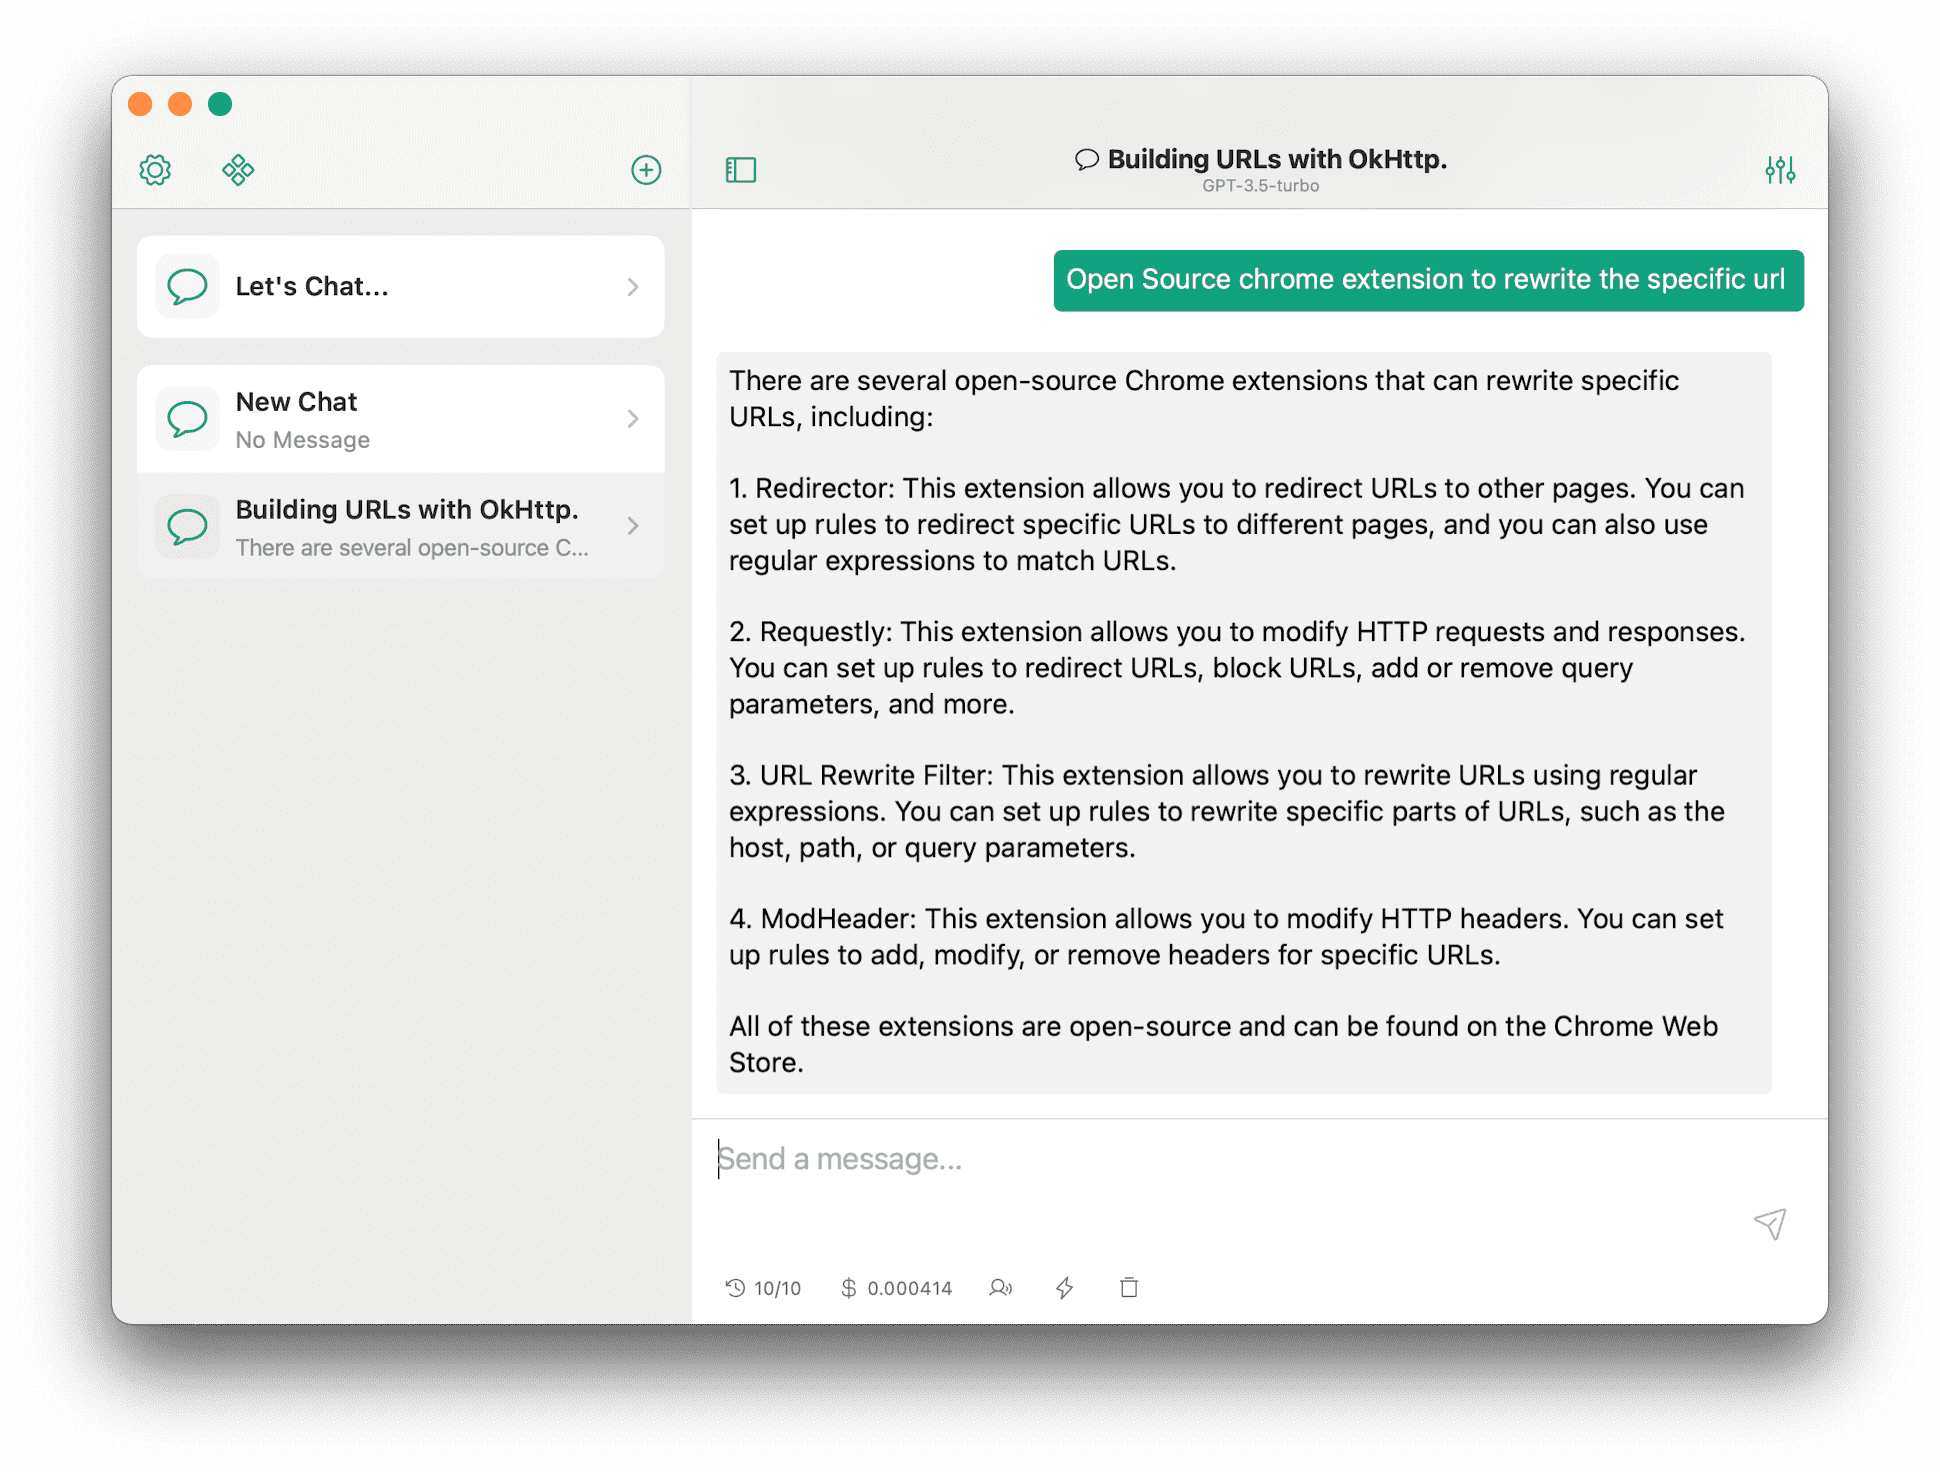 Let's Chat...
New Chat
No Message
Building URLs with OkHttp.
There are several open-source C...
Building URLs with OkHttp.
GPT-3.5-turbo
Open Source chrome extension to rewrite the specific url
There are several open-source Chrome extensions that can rewrite specific
URLs, including:
1. Redirector: This extension allows you to redirect URLs to other pages. You can
set up rules to redirect specific URLs to different pages, and you can also use
regular expressions to match URLs.
2. Requestly: This extension allows you to modify HTTP requests and responses.
You can set up rules to redirect URLs, block URLs, add or remove query
parameters, and more.
3. URL Rewrite Filter: This extension allows you to rewrite URLs using regular
expressions. You can set up rules to rewrite specific parts of URLs, such as the
host, path, or query parameters.
4. ModHeader: This extension allows you to modify HTTP headers. You can set
up rules to add, modify, or remove headers for specific URLs.
All of these extensions are open-source and can be found on the Chrome Web
Store.
Send a message...
10/10 $ 0.000414